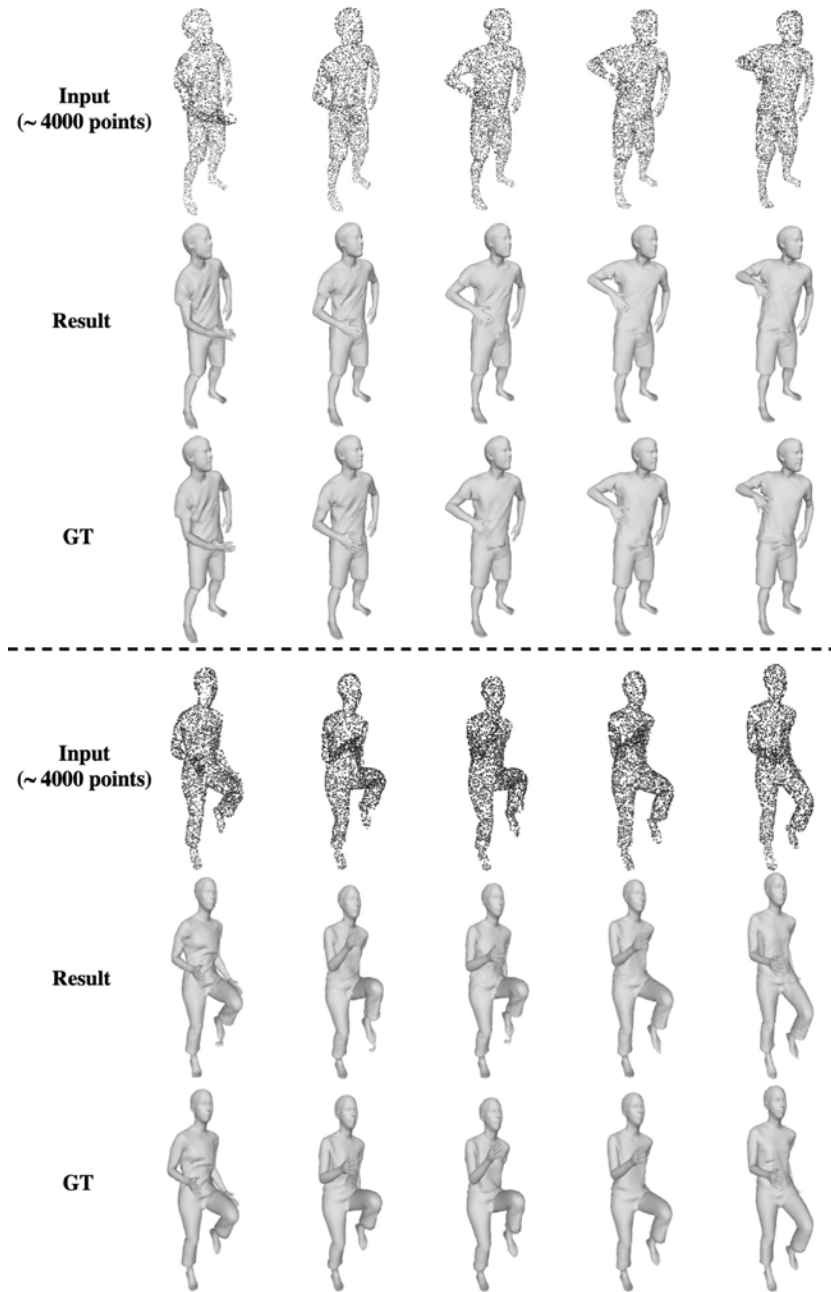 Input
(~ 4000 points)
Result
GT
Input
(~ 4000 points)
Result
GT